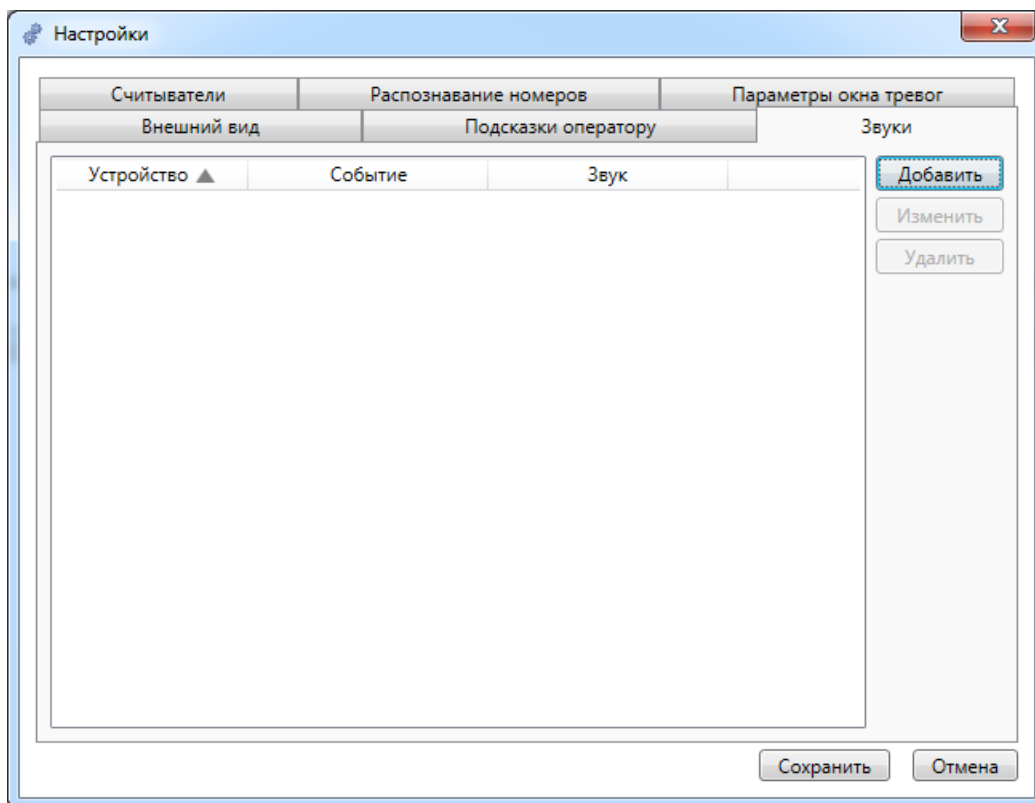 Настройки
Считыватели Распознавание номеров Параметры окна тревог
Внешний вид Подсказки оператору Звуки
Устройство Событие Звук Добавить
Изменить
Удалить
Сохранить Отмена